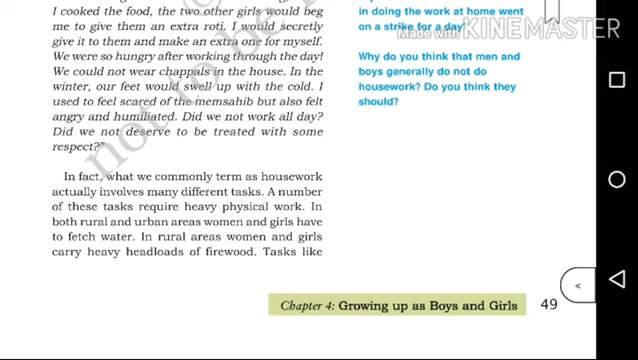 I cooked the food, the two other girls would beg
me to give them an extra roti. I would secretly
give it to them and make an extra one for myself.
We were so hungry after working through the day!
We could not wear chappals in the house. In the
winter, our feet would swell up with the cold. I
used to feel scared of the memsahib but also felt
angry and humiliated. Did we not work all day?
Did we not deserve to be treated with some
respect?"
In fact, what we commonly term as housework
actually involves many different tasks. A number
of these tasks require heavy physical work. In
both rural and urban areas women and girls have
to fetch water. In rural areas women and girls
carry heavy headloads of firewood. Tasks like
in doing the work at home went
on a strike for a day?
Made with KINEMASTER
Why do you think that men and
boys generally do not do
housework? Do you think they
should?
not to be
Chapter 4: Growing up as Boys and Girls 49